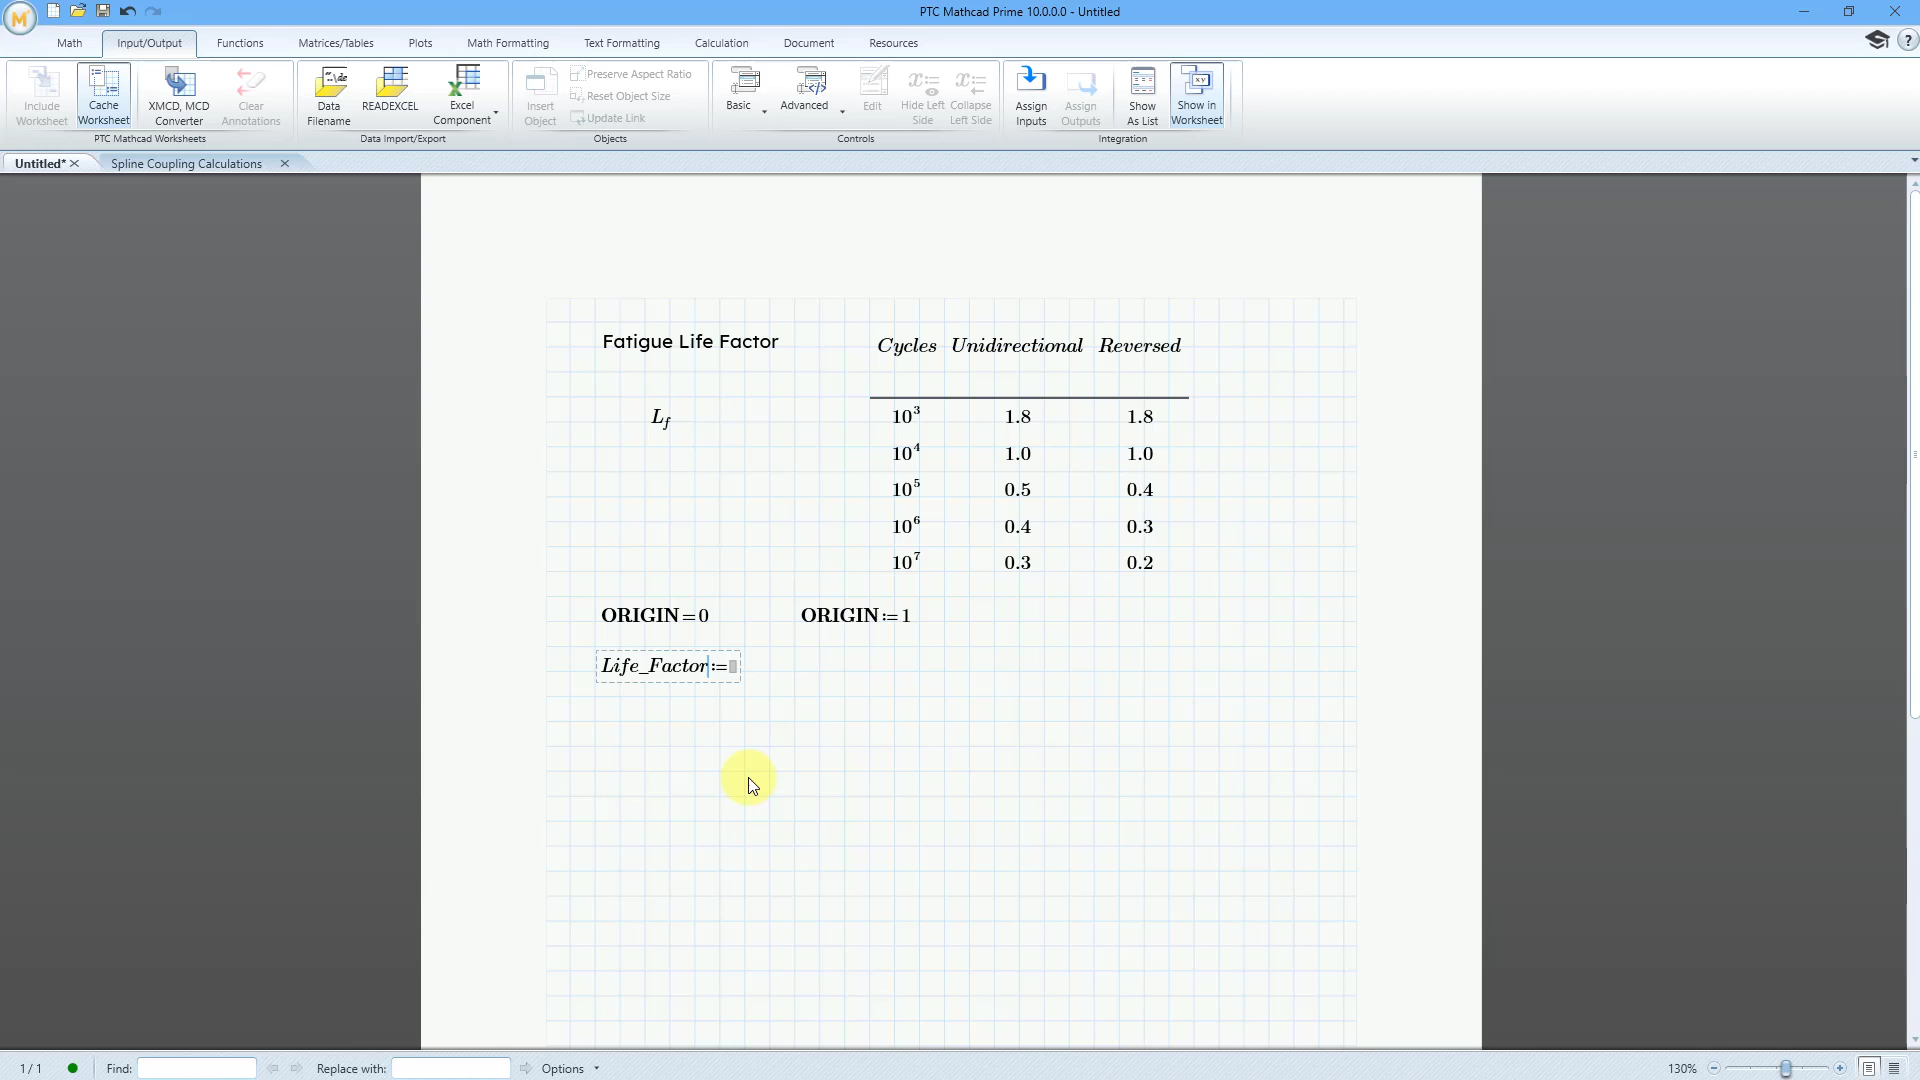 PTC Mathcad Prime 10.0.0.0 - Untitled
Math Input/Output Functions Matrices/Tables Plots Math Formatting Text Formatting Calculation Document Resources
Include Worksheet
Cache Worksheet
XMCD, MCD Converter
Clear Annotations
PTC Mathcad Worksheets
Data Filename
READEXCEL
Excel Component
Data Import/Export
Insert Object
Preserve Aspect Ratio
Reset Object Size
Update Link
Objects
Basic
Advanced
Edit
Hide Left Side
Collapse Left Side
Controls
Assign Inputs
Assign Outputs
Show As List
Show in Worksheet
Integration
Untitled* Spline Coupling Calculations
Fatigue Life Factor
Cycles Unidirectional Reversed
L_f
10³ 1.8 1.8
10⁴ 1.0 1.0
10⁵ 0.5 0.4
10⁶ 0.4 0.3
10⁷ 0.3 0.2
ORIGIN=0 ORIGIN:=1
Life_Factor:=
1 / 1 Find: Replace with: Options 130%